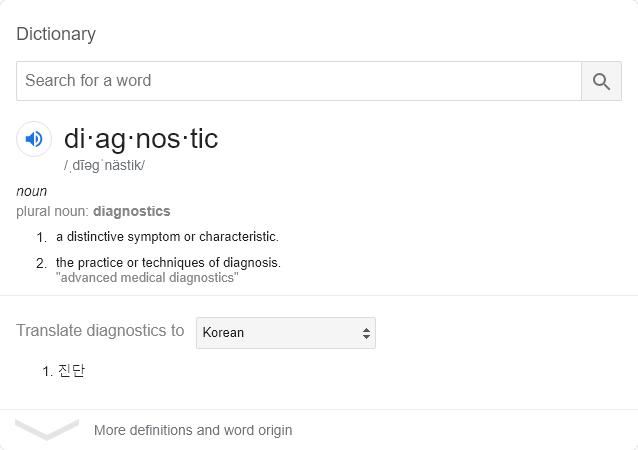 Dictionary
Search for a word
di·ag·nos·tic
/ˌdīəɡˈnästik/
noun
plural noun: diagnostics
1. a distinctive symptom or characteristic.
2. the practice or techniques of diagnosis.
"advanced medical diagnostics"
Translate diagnostics to Korean
1. 진단
More definitions and word origin